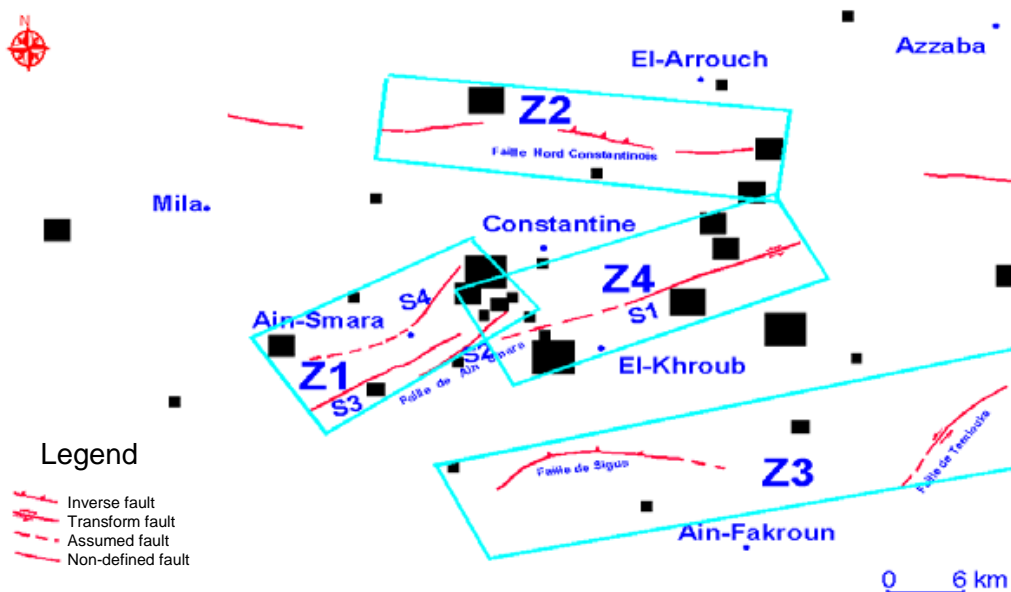 N
Azzaba
El-Arrouch
Z2
Faille Nord Constantinois
Mila
Constantine
Z4
S4
S1
Ain-Smara
S2
El-Khroub
Z1
Faille de Ain Smara
S3
Legend
Z3
Faille de Sigus
Faille de Temlouka
Inverse fault
Transform fault
Assumed fault
Non-defined fault
Ain-Fakroun
0 6 km